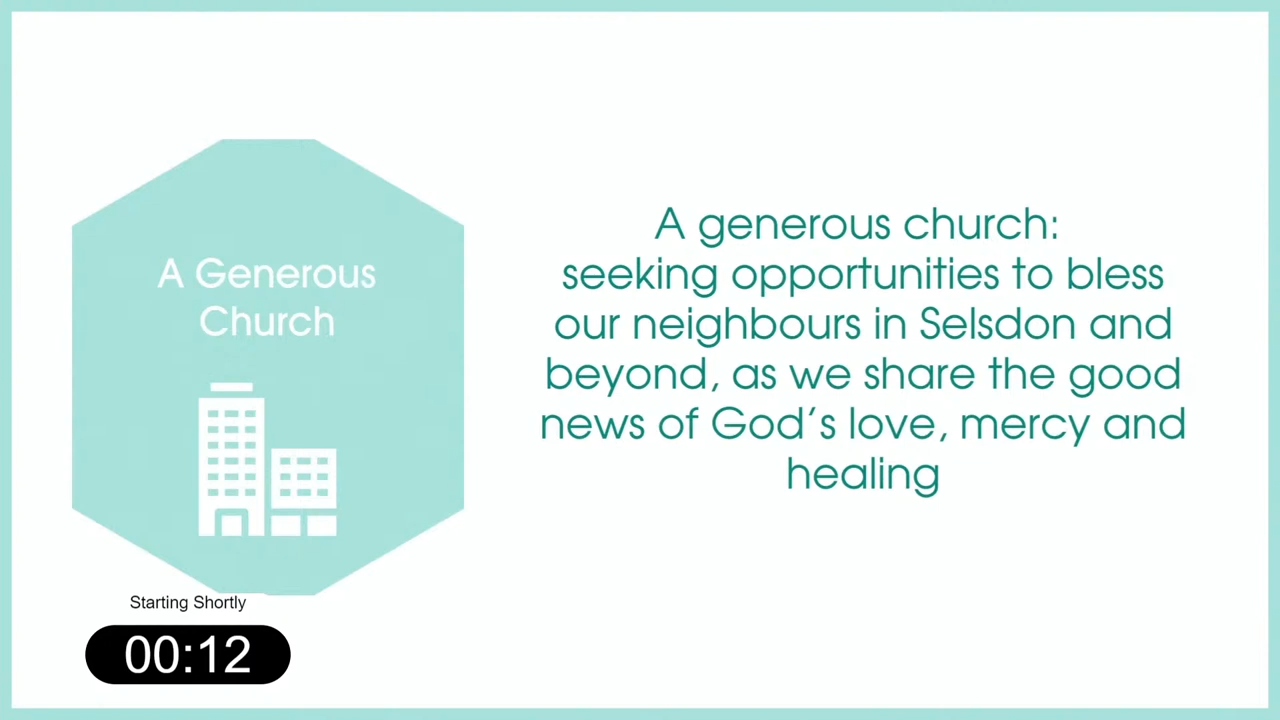 A Generous
Church
A generous church:
seeking opportunities to bless
our neighbours in Selsdon and
beyond, as we share the good
news of God's love, mercy and
healing
Starting Shortly
00:12